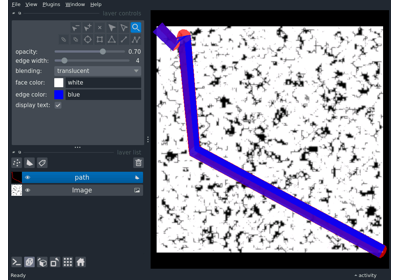 File View Plugins Window Help
layer controls
opacity: 0.70
edge width: 4
blending: translucent
face color: white
edge color: blue
display text:
layer list
path
Image
Ready
activity